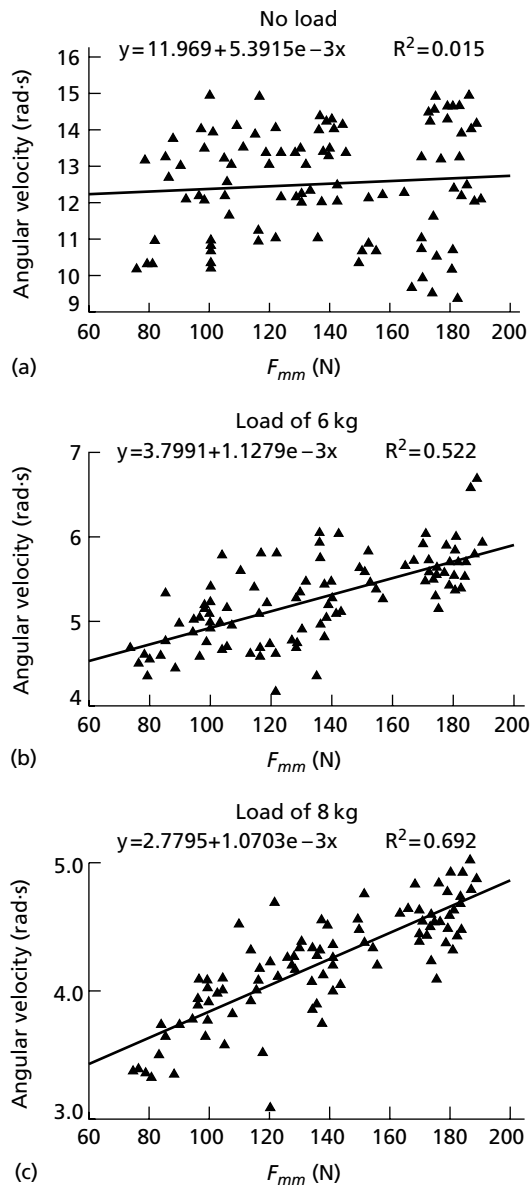 No load
y=11.969+5.3915e−3x R²=0.015
16
15
14
13
12
11
10
9
Angular velocity (rad·s)
60 80 100 120 140 160 180 200
(a) F_mm (N)
Load of 6 kg
y=3.7991+1.1279e−3x R²=0.522
7
6
5
4
Angular velocity (rad·s)
60 80 100 120 140 160 180 200
(b) F_mm (N)
Load of 8 kg
y=2.7795+1.0703e−3x R²=0.692
5.0
4.0
3.0
Angular velocity (rad·s)
60 80 100 120 140 160 180 200
(c) F_mm (N)